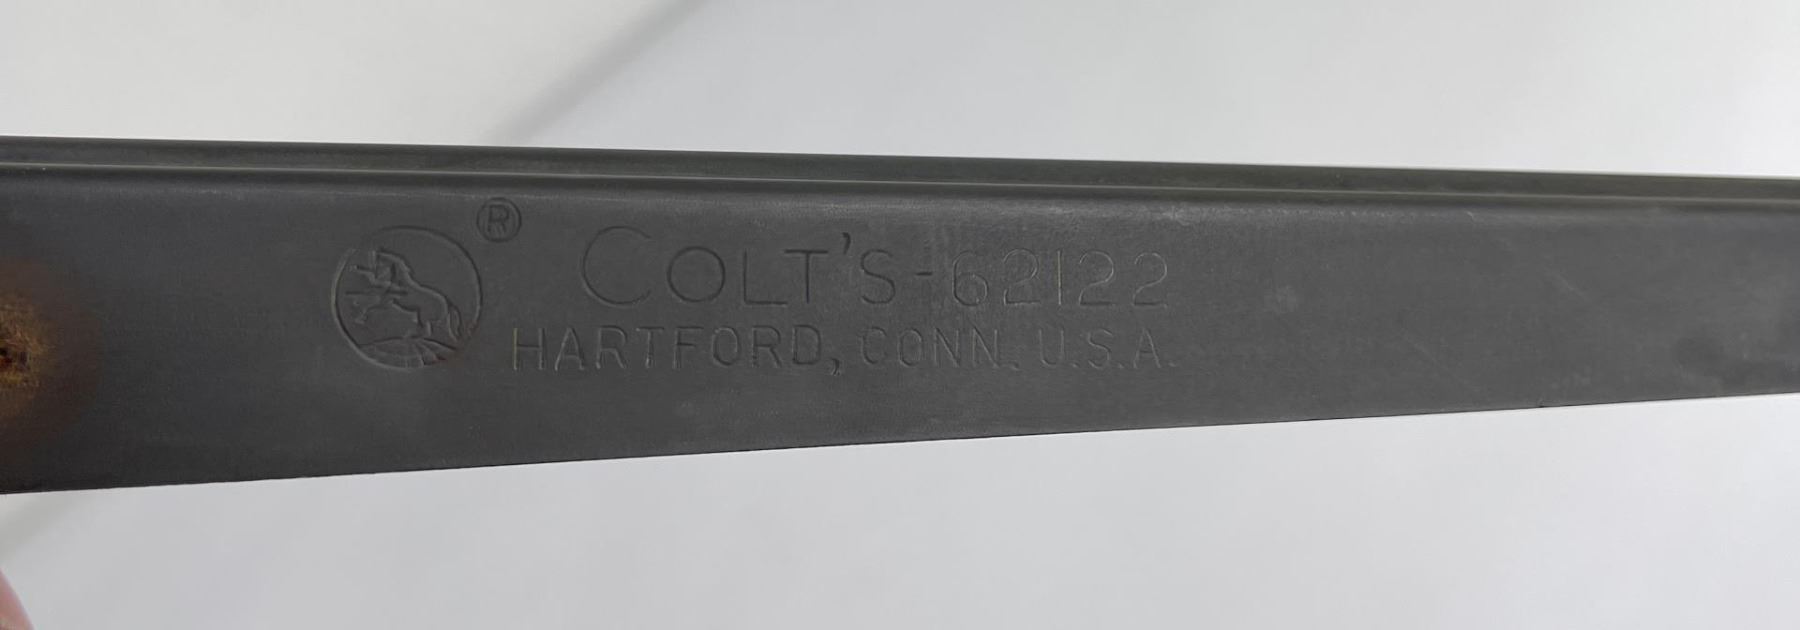 ®
COLT'S-62122
HARTFORD, CONN. U.S.A.